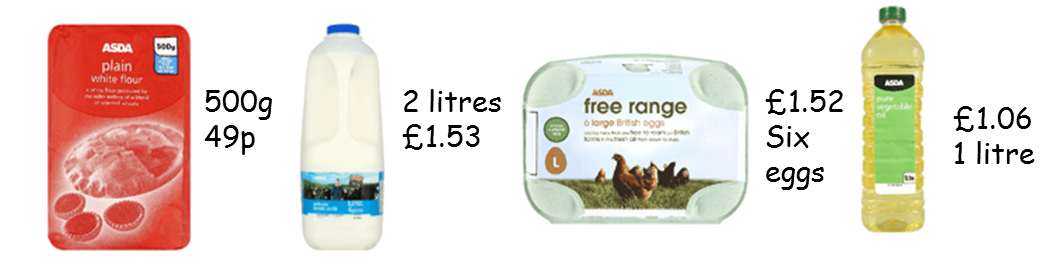 ASDA
500g
plain
white flour
500g
49p
2 litres
£1.53
ASDA
free range
6 large British eggs
L
£1.52
Six
eggs
ASDA
pure
vegetable
oil
£1.06
1 litre